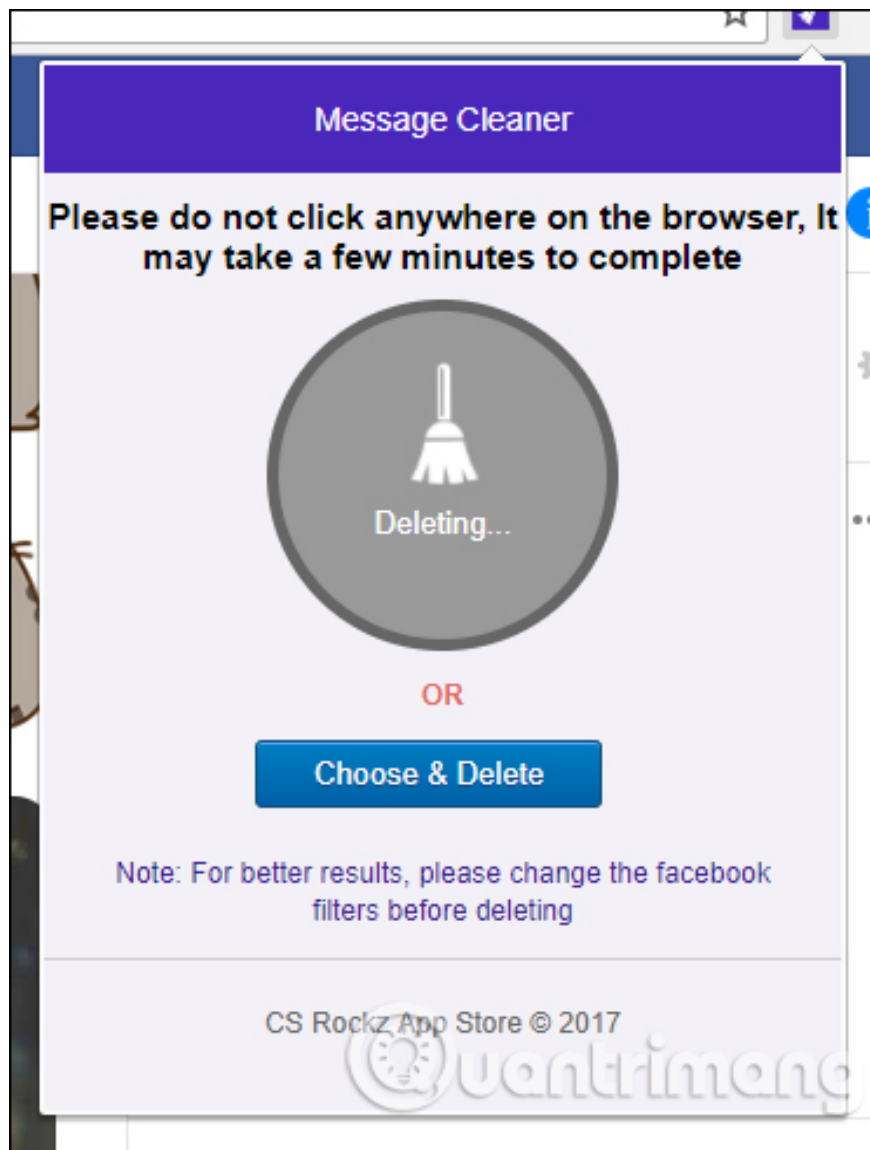 Message Cleaner
Please do not click anywhere on the browser, It
may take a few minutes to complete
Deleting...
OR
Choose & Delete
Note: For better results, please change the facebook
filters before deleting
CS Rockz App Store © 2017
Quantrimang